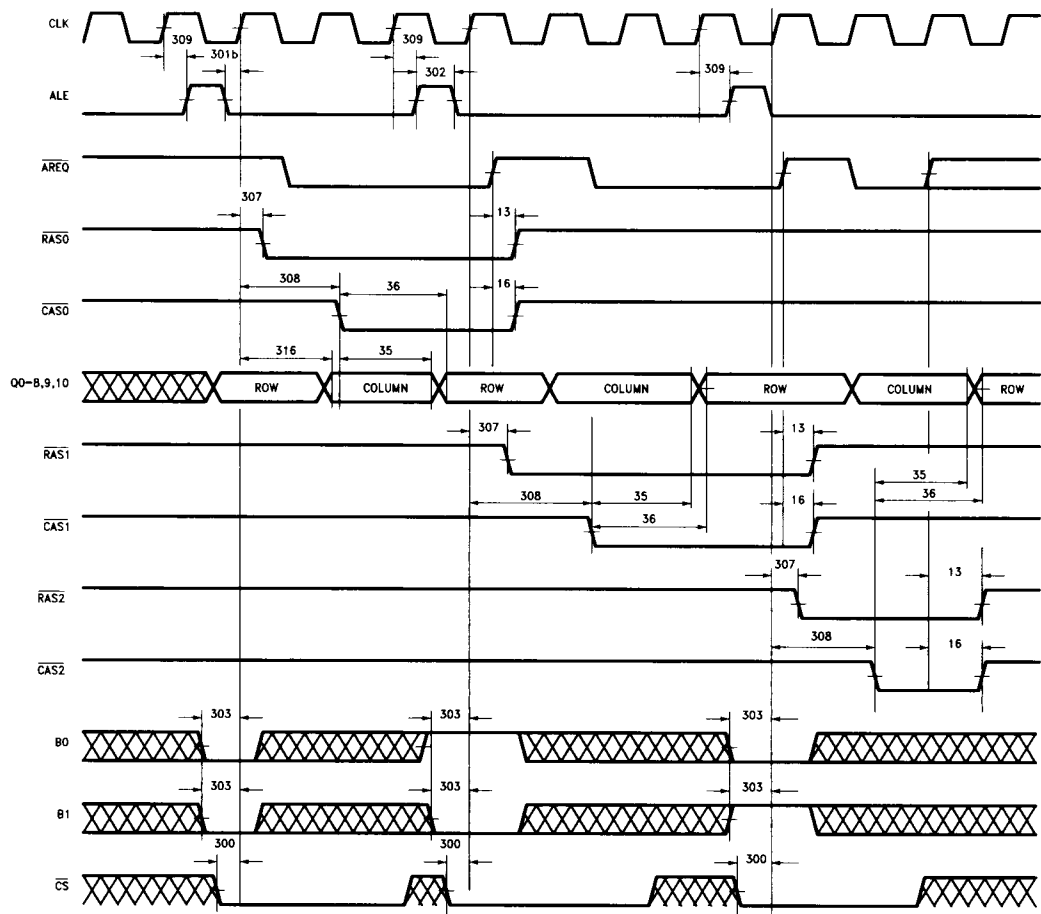 CLK
309
301b
309
302
309
ALE
AREQ
307
13
RAS0
308
36
16
CAS0
316
35
Q0-8,9,10
ROW
COLUMN
ROW
COLUMN
ROW
COLUMN
ROW
307
13
RAS1
35
308
35
36
16
CAS1
36
307
13
RAS2
308
16
CAS2
303
303
303
B0
303
303
303
B1
300
300
300
CS